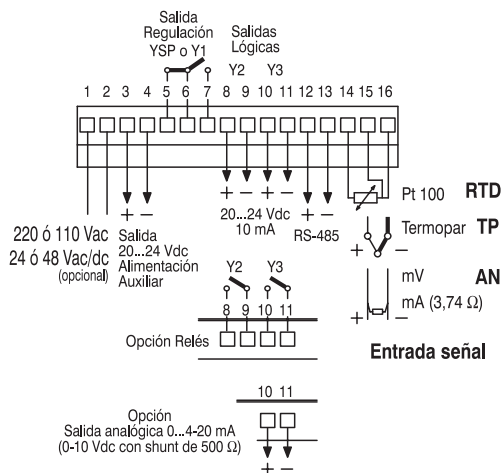 Salida
Regulación
YSP o Y1
Salidas
Lógicas
Y2 Y3
1 2 3 4 5 6 7 8 9 10 11 12 13 14 15 16
220 ó 110 Vac
24 ó 48 Vac/dc
(opcional)
+ −
Salida
20...24 Vdc
Alimentación
Auxiliar
+ − + −
20...24 Vdc
10 mA
+ −
RS-485
Pt 100 RTD
Termopar TP
+ −
mV AN
mA (3,74 Ω)
+ −
Entrada señal
Y2 Y3
8 9 10 11
Opción Relés
10 11
Opción
Salida analógica 0...4-20 mA
(0-10 Vdc con shunt de 500 Ω)
+ −